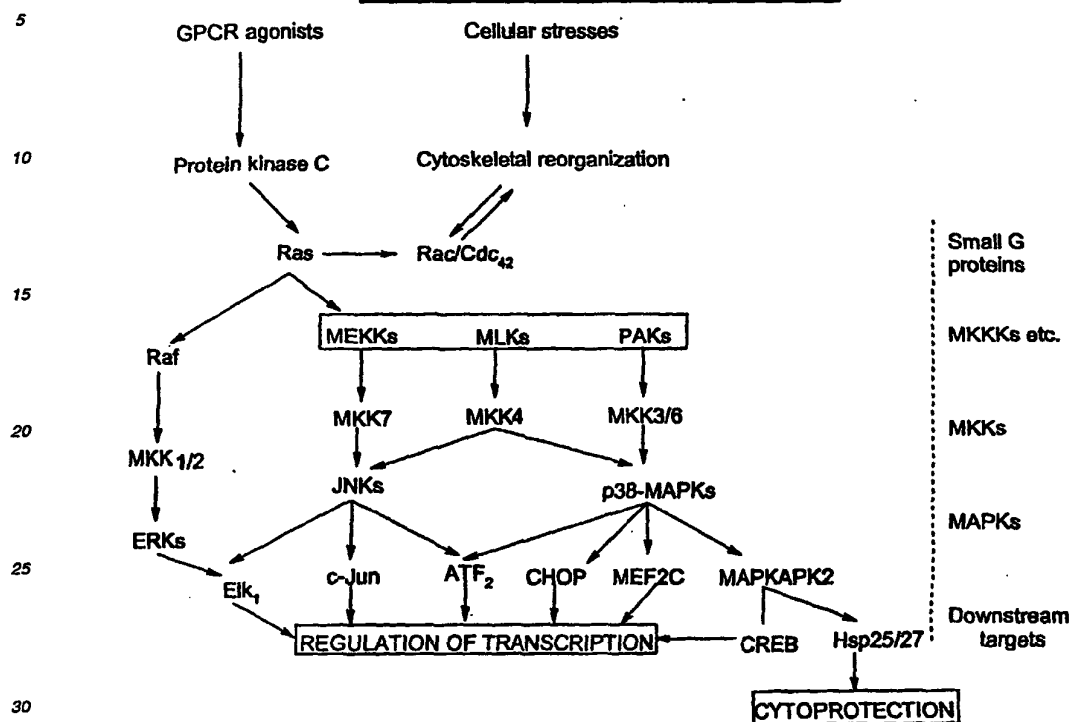 5
GPCR agonists Cellular stresses
10
Protein kinase C Cytoskeletal reorganization
Ras Rac/Cdc42
Small G
proteins
15
MEKKs MLKs PAKs
MKKKs etc.
Raf
MKK7 MKK4 MKK3/6
20
MKKs
MKK 1/2
JNKs p38-MAPKs
MAPKs
ERKs
25
Elk1 c-Jun ATF2 CHOP MEF2C MAPKAPK2
Downstream
targets
REGULATION OF TRANSCRIPTION CREB Hsp25/27
30
CYTOPROTECTION